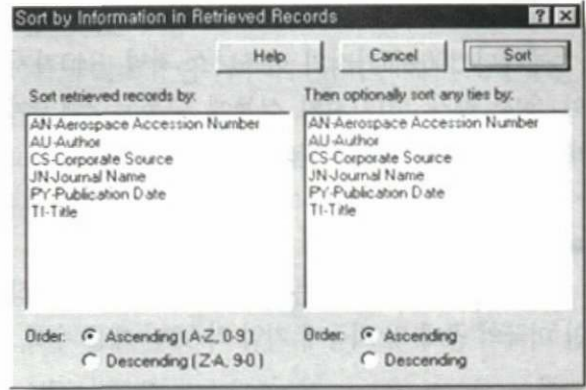 Sort by Information in Retrieved Records
Help Cancel Sort
Sort retrieved records by:
AN-Aerospace Accession Number
AU-Author
CS-Corporate Source
JN-Journal Name
PY-Publication Date
TI-Title
Then optionally sort any ties by:
AN-Aerospace Accession Number
AU-Author
CS-Corporate Source
JN-Journal Name
PY-Publication Date
TI-Title
Order: Ascending ( A-Z, 0-9 )
Descending ( Z-A, 9-0 )
Order: Ascending
Descending